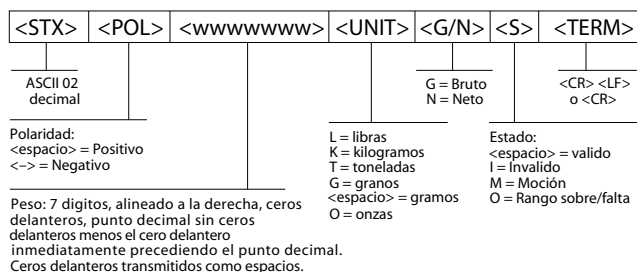 <STX> <POL> <wwwwwww> <UNIT> <G/N> <S> <TERM>
ASCII 02
decimal
G = Bruto
N = Neto
<CR> <LF>
o <CR>
Polaridad:
<espacio> = Positivo
<–> = Negativo
L = libras
K = kilogramos
T = toneladas
G = granos
<espacio> = gramos
O = onzas
Estado:
<espacio> = valido
I = Invalido
M = Moción
O = Rango sobre/falta
Peso: 7 digitos, alineado a la derecha, ceros
delanteros, punto decimal sin ceros
delanteros menos el cero delantero
inmediatamente precediendo el punto decimal.
Ceros delanteros transmitidos como espacios.